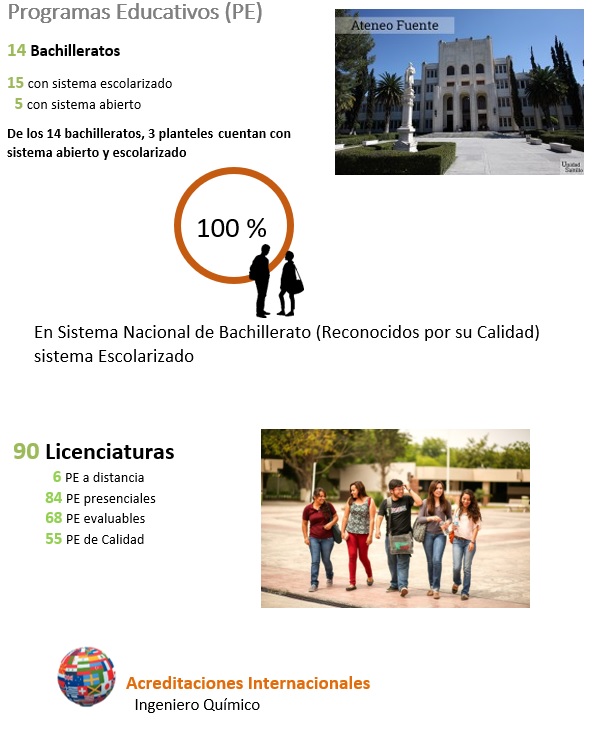 Programas Educativos (PE)
Ateneo Fuente
14 Bachilleratos
15 con sistema escolarizado
5 con sistema abierto
De los 14 bachilleratos, 3 planteles cuentan con
sistema abierto y escolarizado
Unidad
Saltillo
100 %
En Sistema Nacional de Bachillerato (Reconocidos por su Calidad)
sistema Escolarizado
90 Licenciaturas
6 PE a distancia
84 PE presenciales
68 PE evaluables
55 PE de Calidad
Acreditaciones Internacionales
Ingeniero Químico